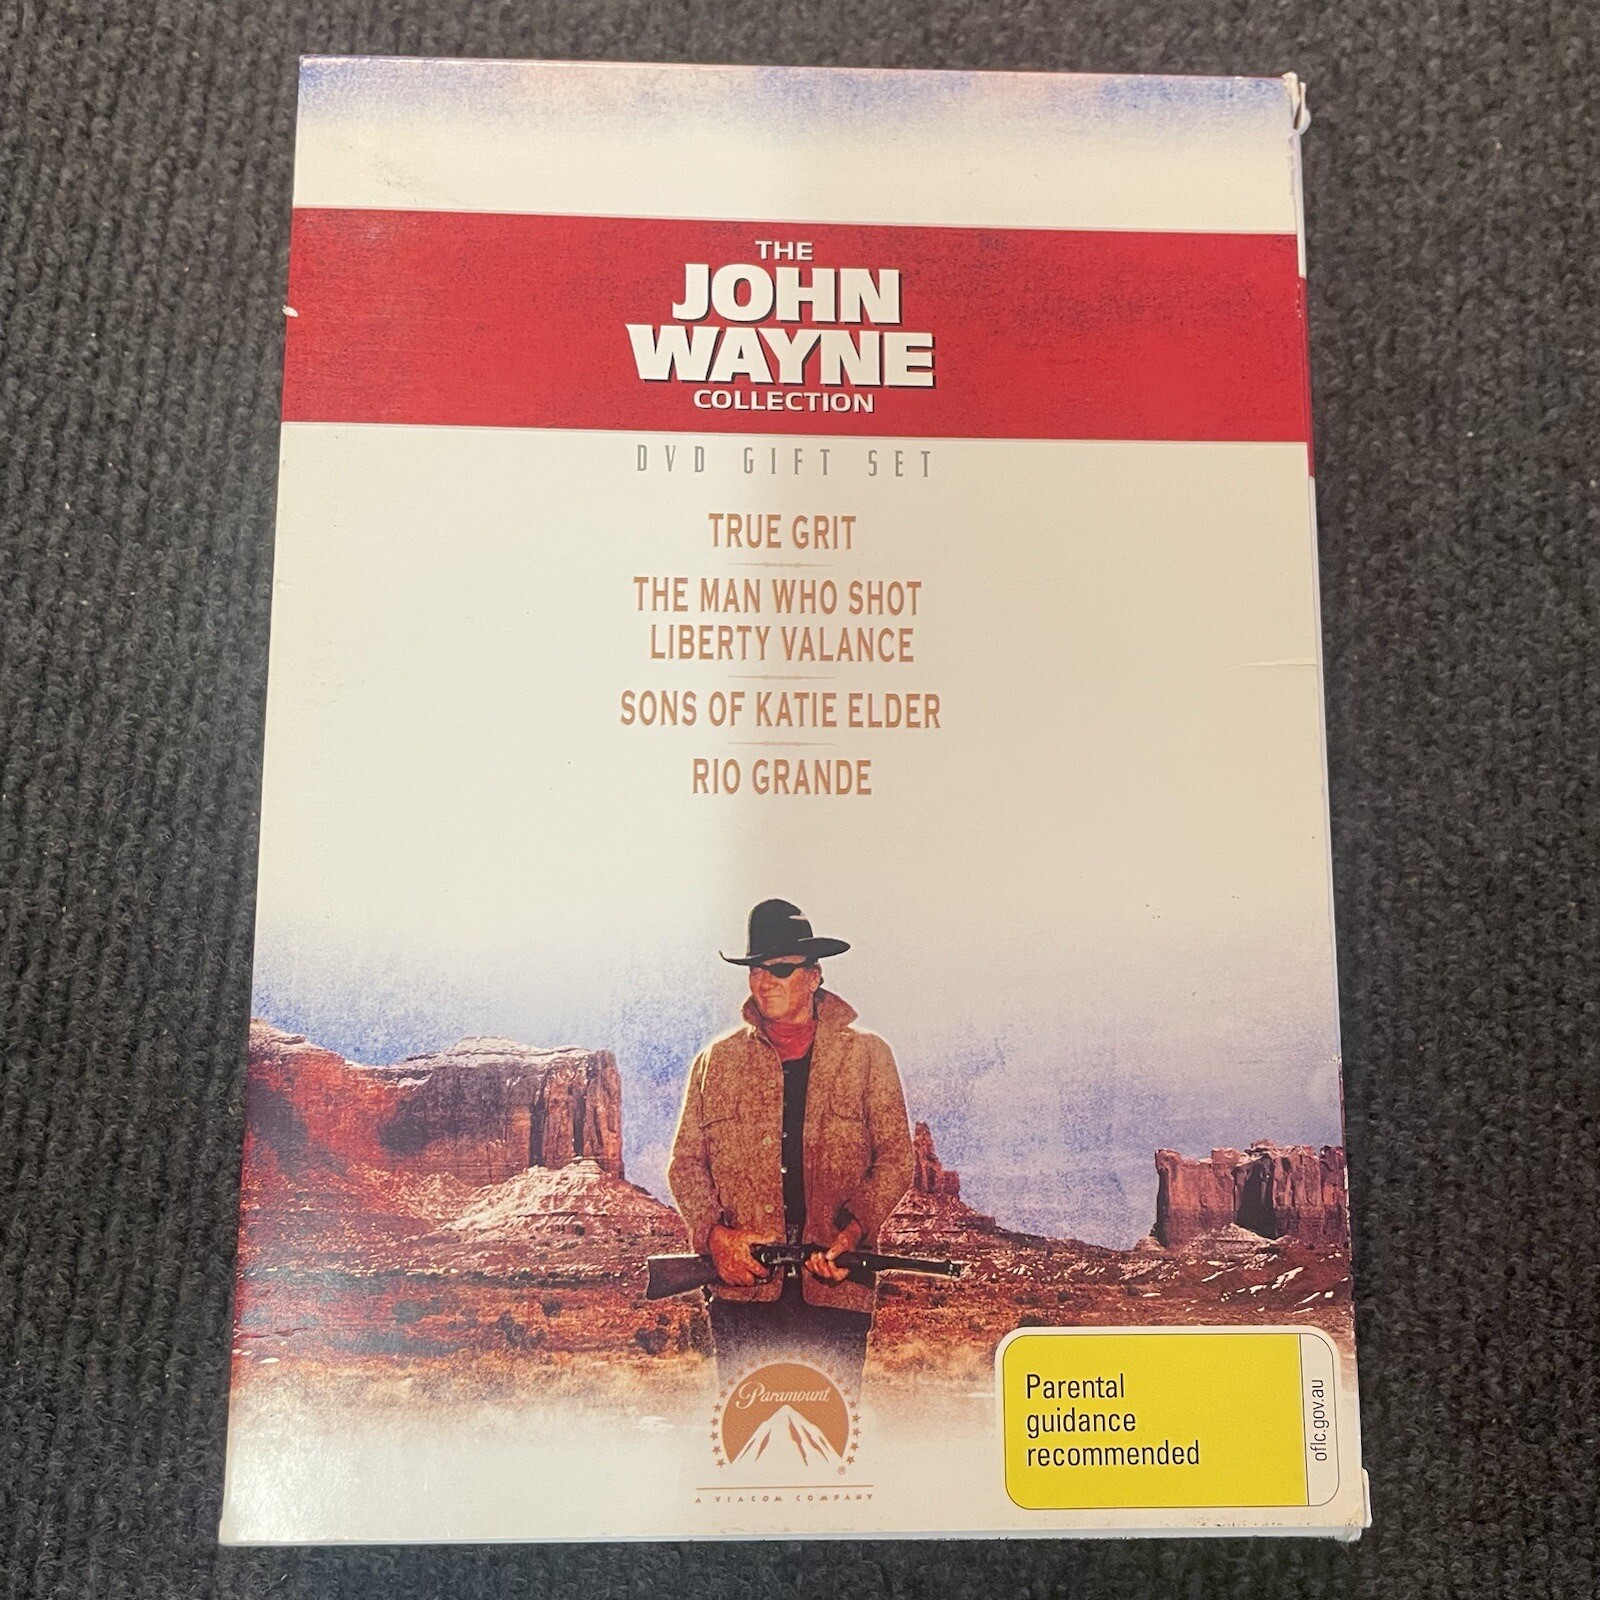 THE
JOHN
WAYNE
COLLECTION
DVD GIFT SET
TRUE GRIT
THE MAN WHO SHOT
LIBERTY VALANCE
SONS OF KATIE ELDER
RIO GRANDE
Paramount
®
A VIACOM COMPANY
Parental
guidance
recommended
oflc.gov.au